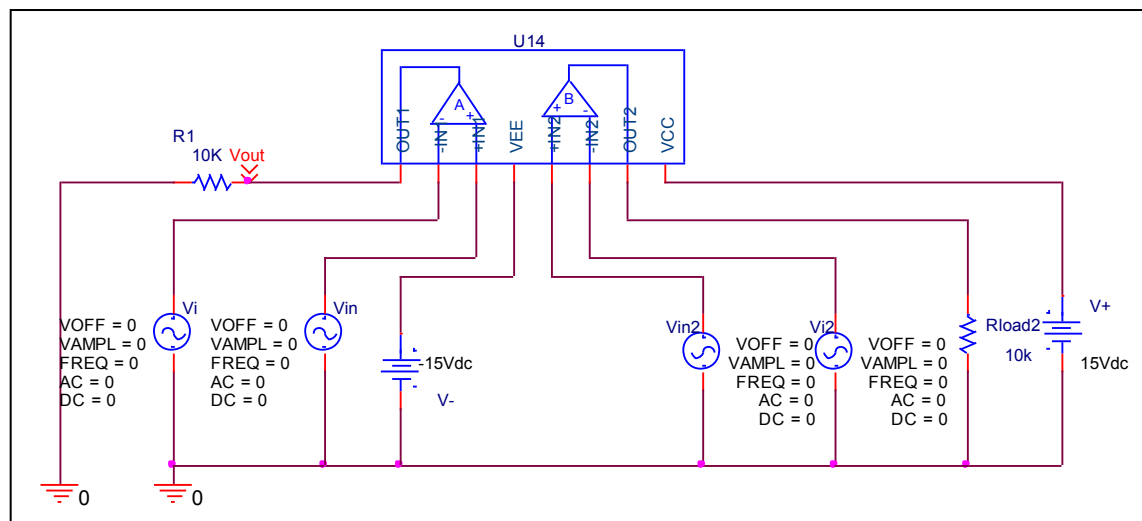 U14
A
B
OUT1
-IN1
+IN1
VEE
+IN2
-IN2
OUT2
VCC
R1
10K
Vout
Vi
VOFF = 0
VAMPL = 0
FREQ = 0
AC = 0
DC = 0
Vin
VOFF = 0
VAMPL = 0
FREQ = 0
AC = 0
DC = 0
-15Vdc
V-
Vin2
VOFF = 0
VAMPL = 0
FREQ = 0
AC = 0
DC = 0
Vi2
VOFF = 0
VAMPL = 0
FREQ = 0
AC = 0
DC = 0
Rload2
10k
V+
15Vdc
0
0